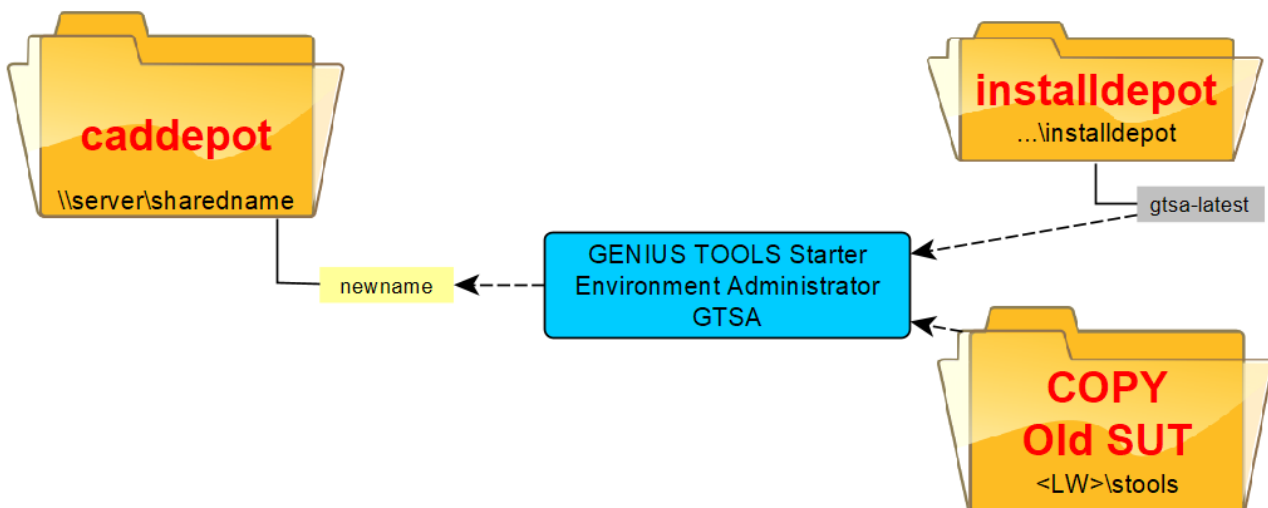 caddepot
\\server\sharedname
newname
GENIUS TOOLS Starter
Environment Administrator
GTSA
installdepot
...\installdepot
gtsa-latest
COPY
Old SUT
<LW>\stools